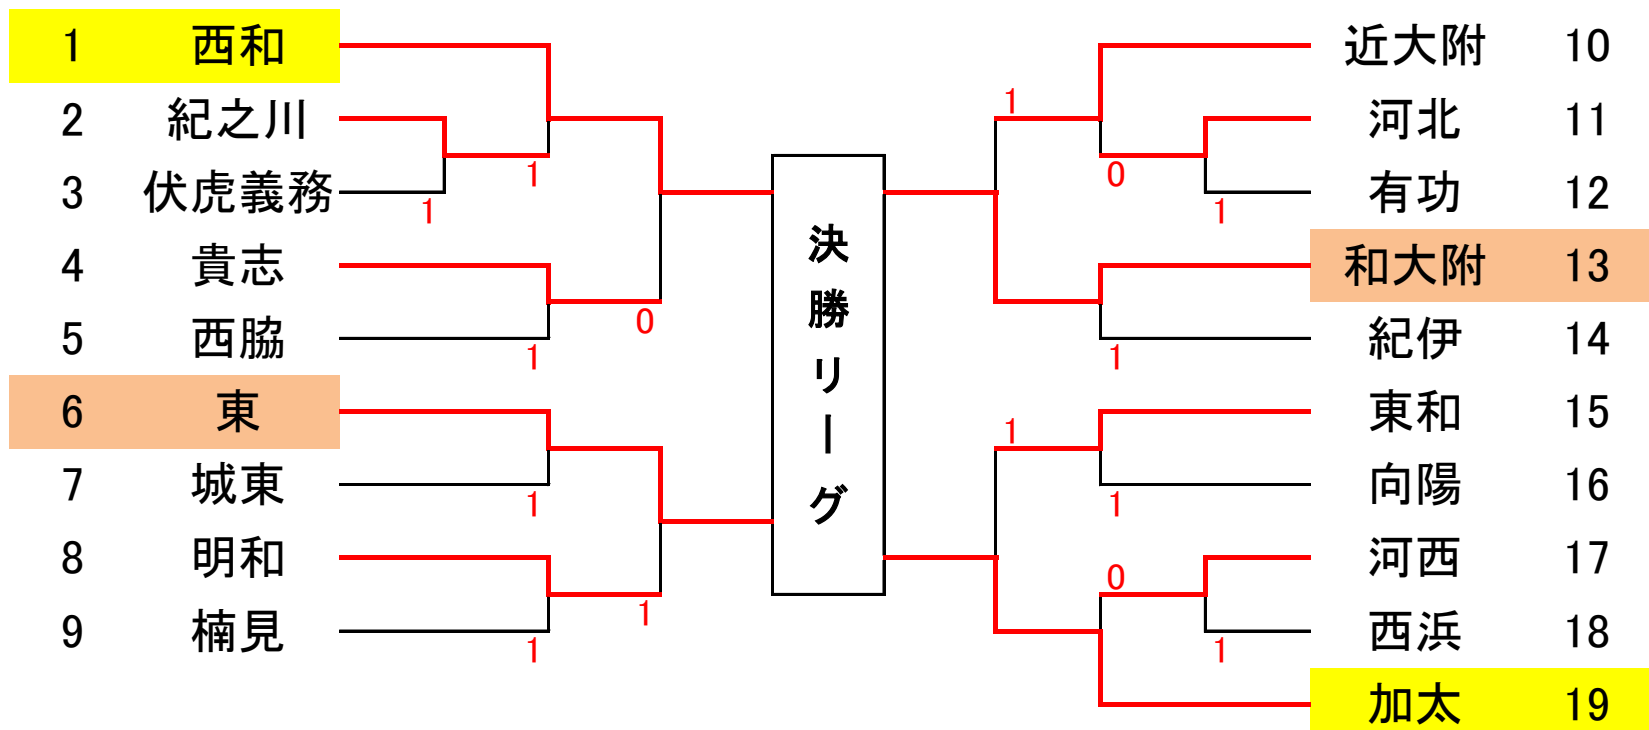 1 西和
2 紀之川
3 伏虎義務
4 貴志
5 西脇
6 東
7 城東
8 明和
9 楠見
1
1
0
1
1
1
1
決勝リーグ
1
0
1
1
1
1
0
1
近大附 10
河北 11
有功 12
和大附 13
紀伊 14
東和 15
向陽 16
河西 17
西浜 18
加太 19